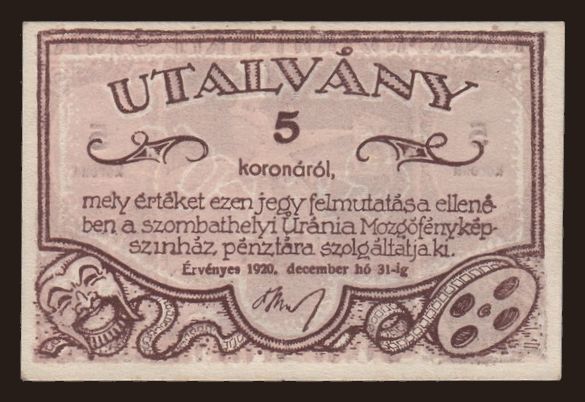 UTALVÁNY
5
koronáról,
mely értéket ezen jegy felmutatása ellené-
ben a szombathelyi Uránia Mozgófénykép-
színház, pénztára szolgáltatja ki.
Érvényes 1920. december hó 31-ig